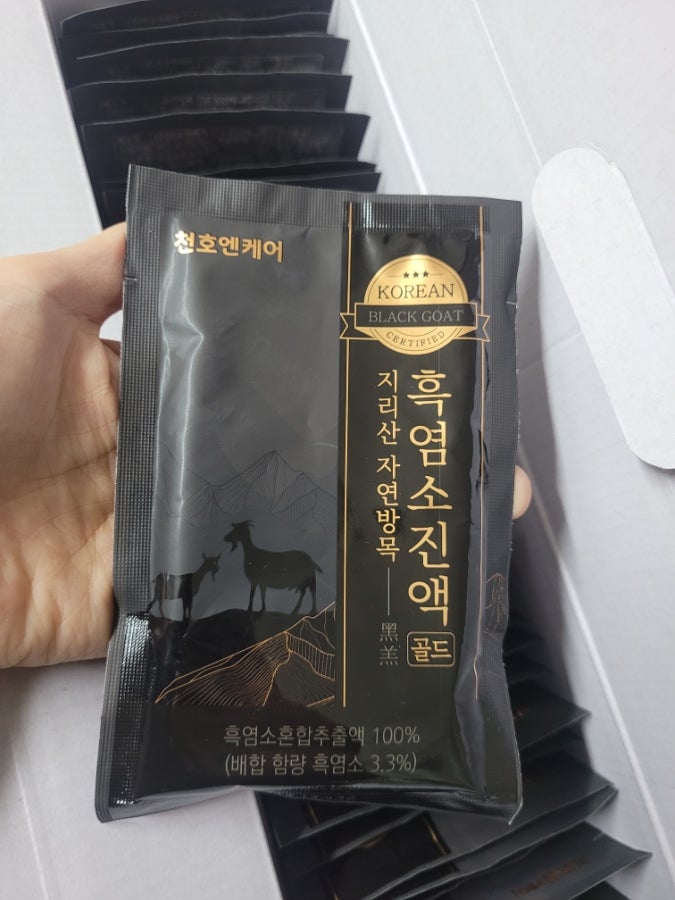 천호엔케어
KOREAN
BLACK GOAT
CERTIFIED
흑염소진액
골드
지리산 자연방목
黑羔
흑염소혼합추출액 100%
(배합 함량 흑염소 3.3%)